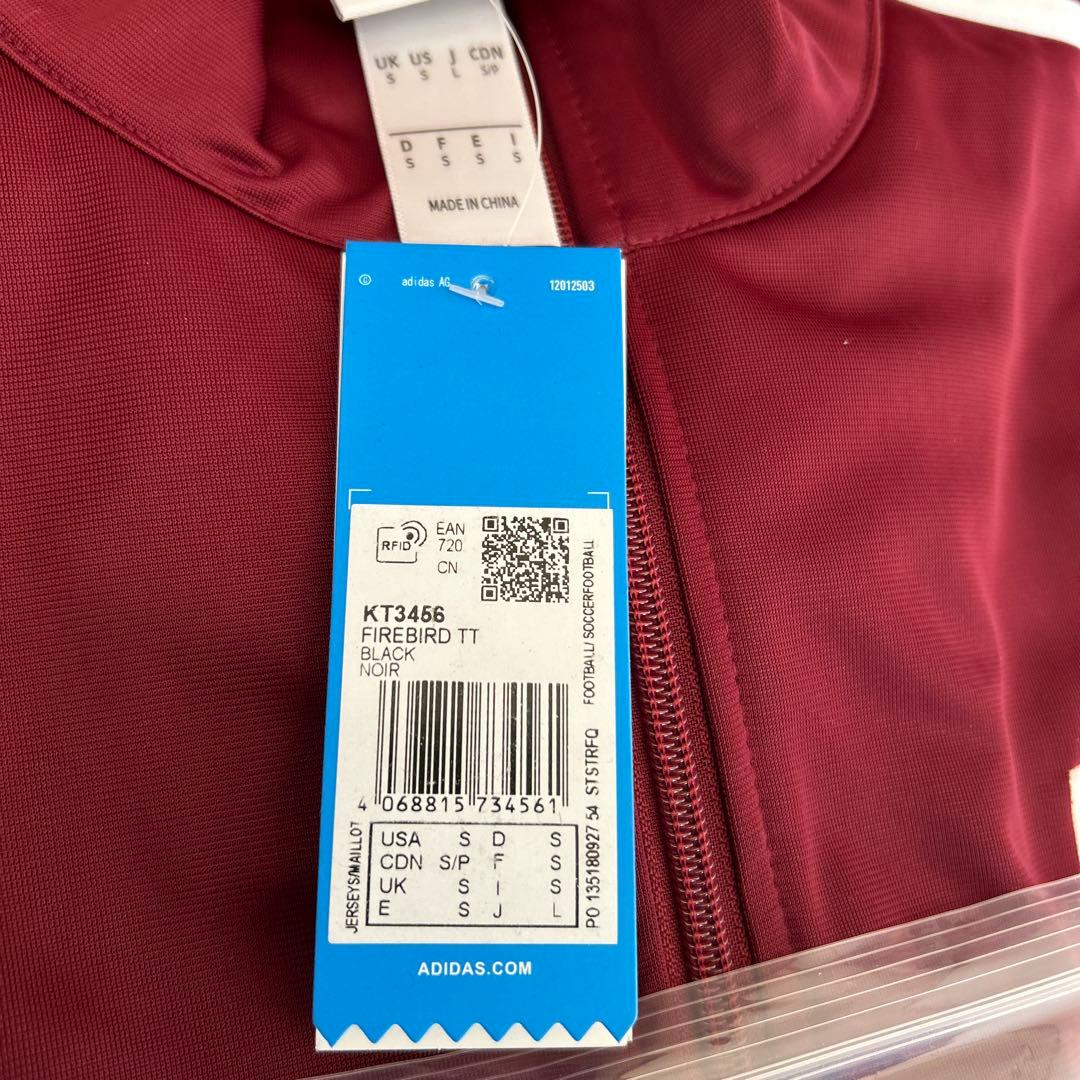 UK US J CDN
S S L S/P
D F E I
S S S S
MADE IN CHINA
© adidas AG 12012503
RFID
EAN
720
CN
KT3456
FIREBIRD TT
BLACK
NOIR
4 068815 734561
USA S D S
CDN S/P F S
UK S I S
E S J L
JERSEYS/MAILLOT
FOOTBALL/SOCCERFOOTBALL
PO 135180927 54 STSTRFQ
ADIDAS.COM